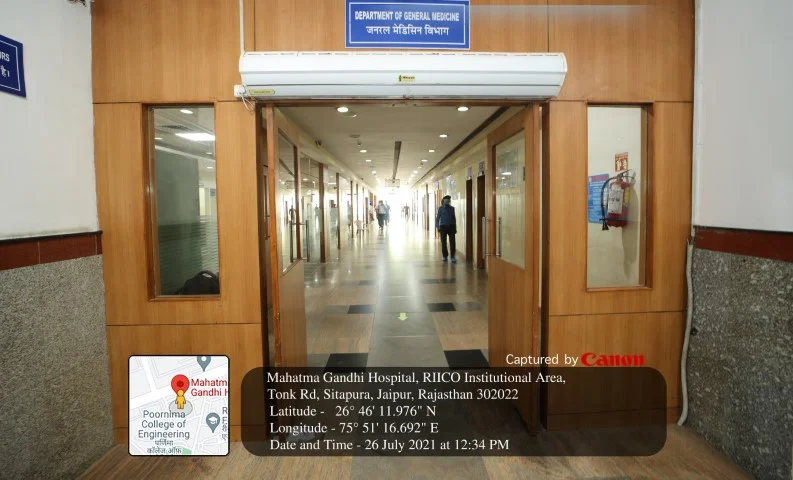 DEPARTMENT OF GENERAL MEDICINE
जनरल मेडिसिन विभाग
Captured by Canon
Mahatma Gandhi Hospital, RIICO Institutional Area,
Tonk Rd, Sitapura, Jaipur, Rajasthan 302022
Latitude - 26° 46' 11.976" N
Longitude - 75° 51' 16.692" E
Date and Time - 26 July 2021 at 12:34 PM
Mahatm
Gandhi H
Poornima
College of
Engineering
पूर्णिमा
कॉलेज ऑफ़